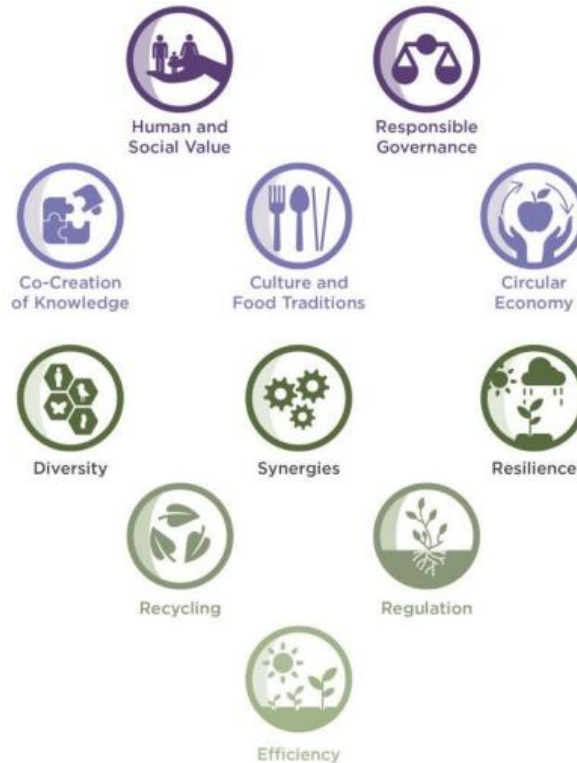 Human and
Social Value
Responsible
Governance
Co-Creation
of Knowledge
Culture and
Food Traditions
Circular
Economy
Diversity
Synergies
Resilience
Recycling
Regulation
Efficiency